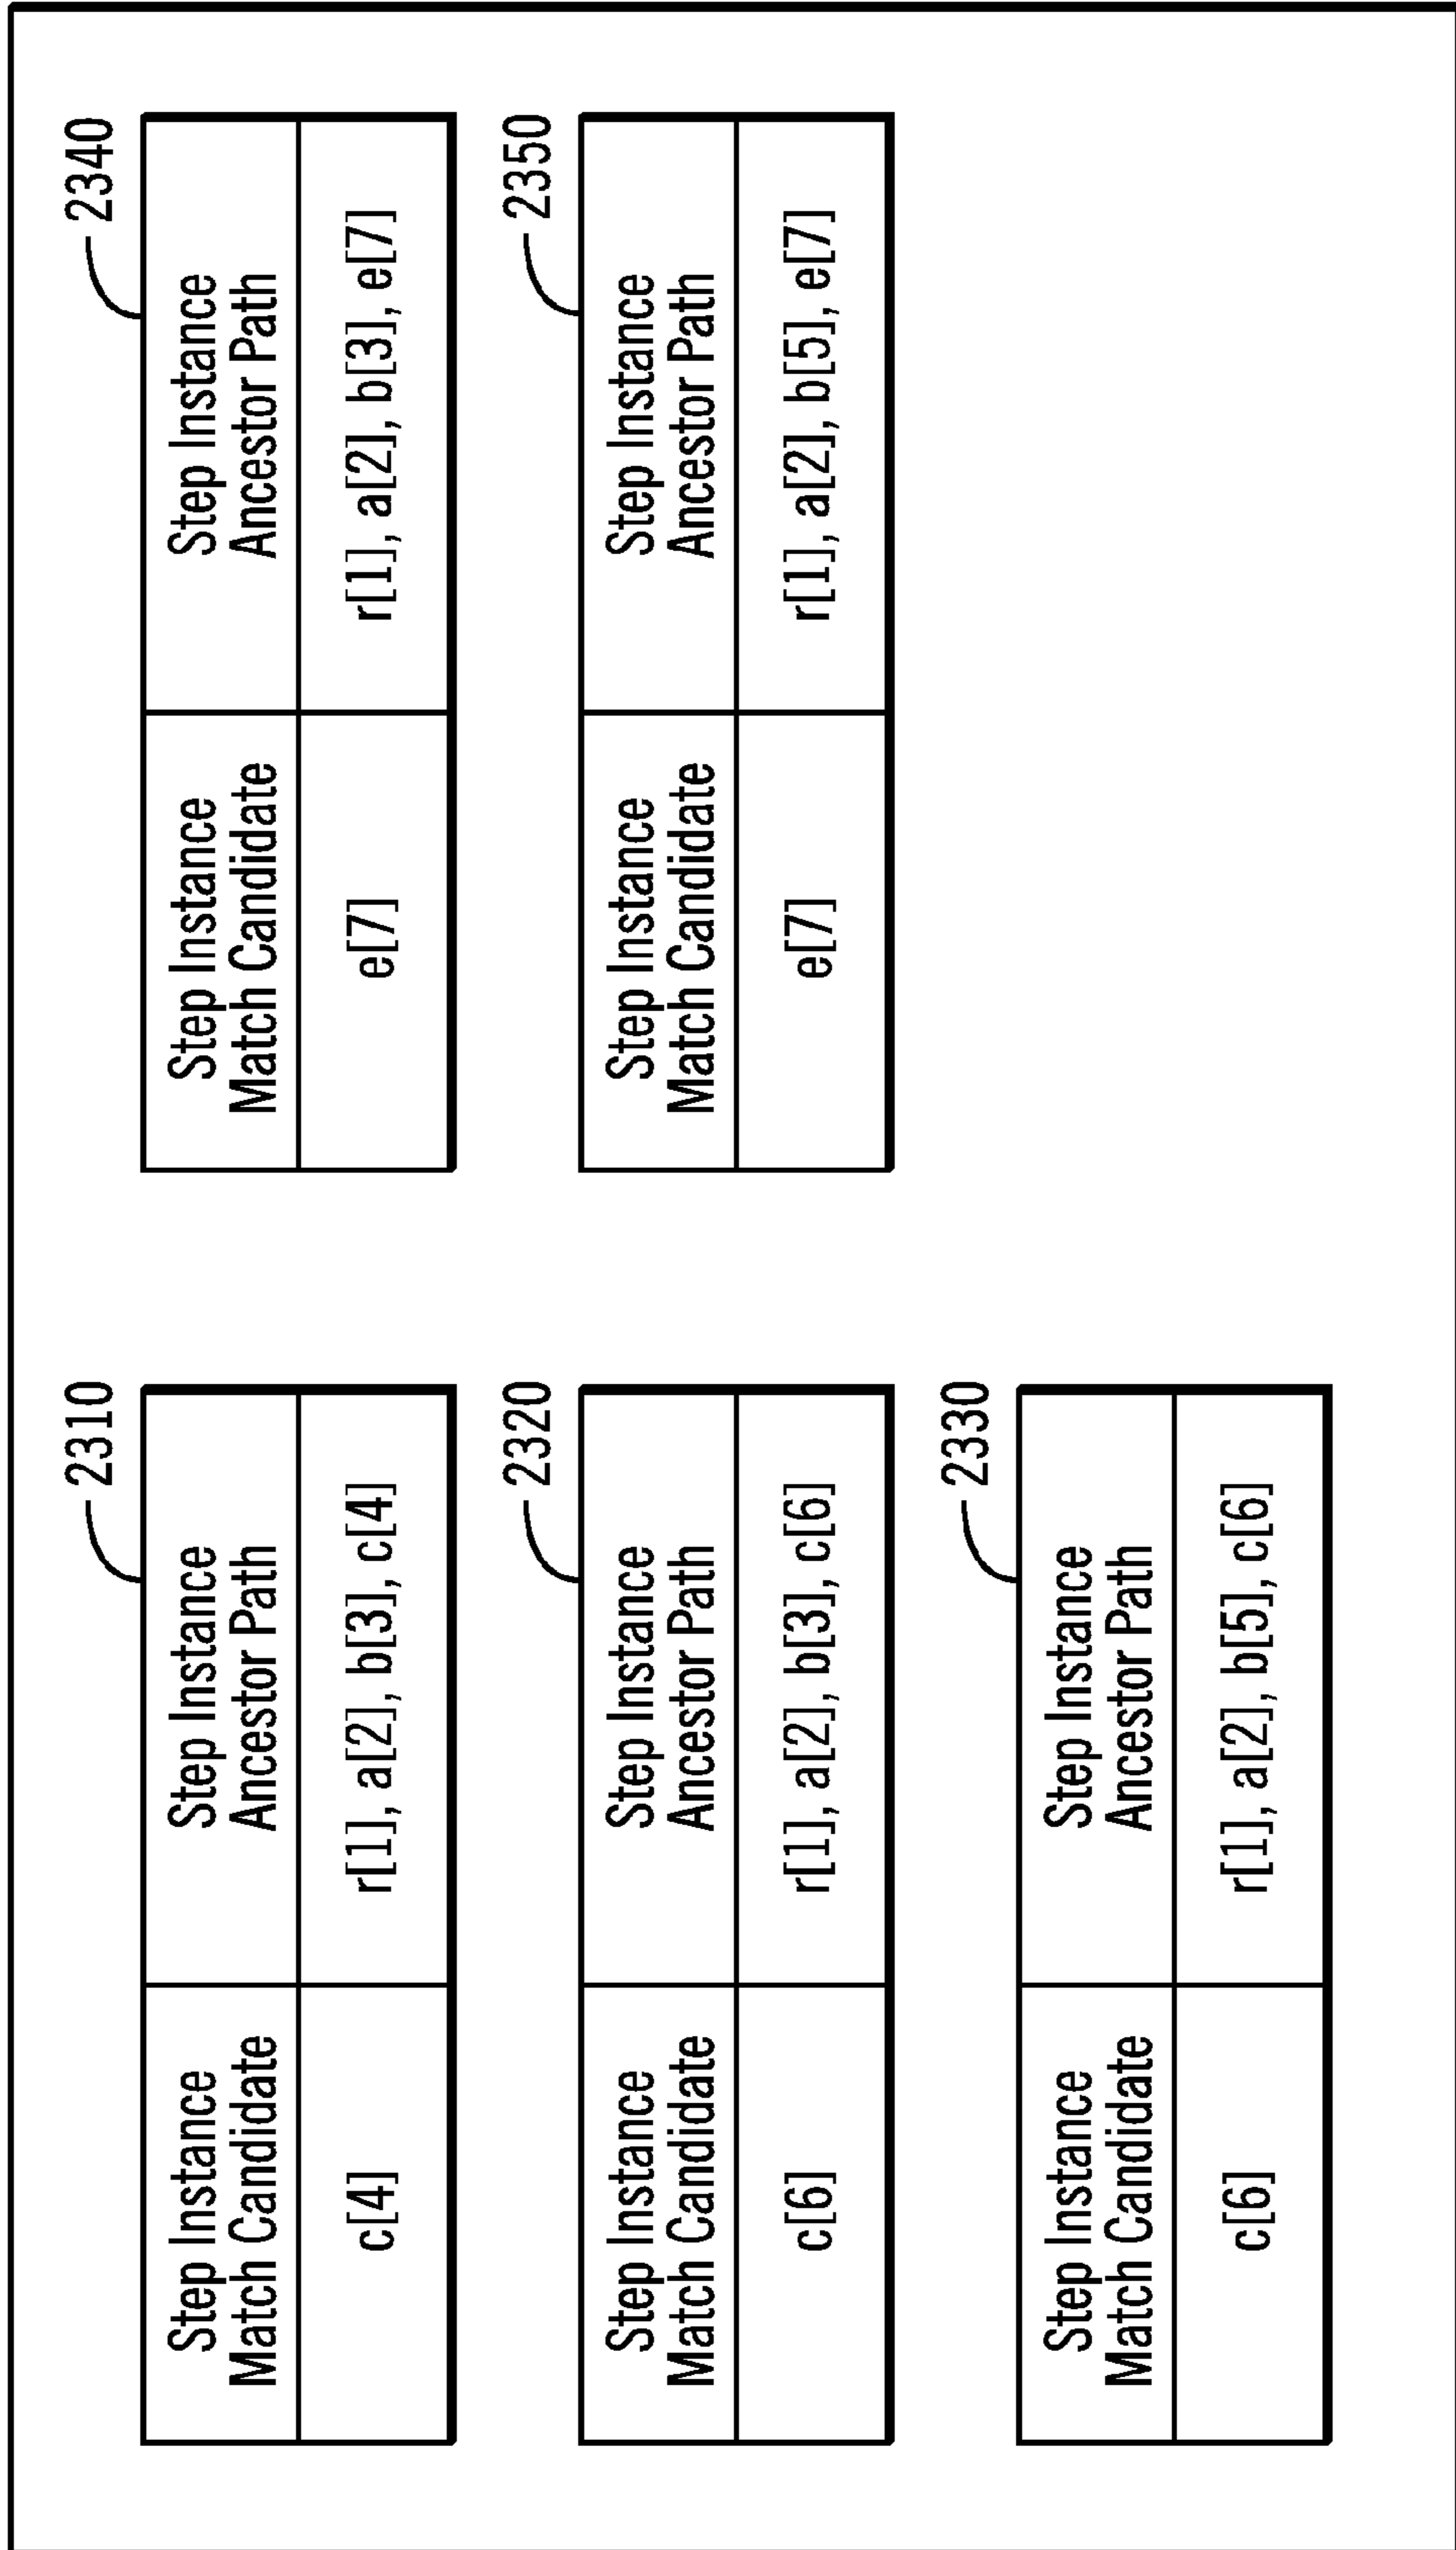 2310
Step Instance
Match Candidate
Step Instance
Ancestor Path
c[4]
r[1], a[2], b[3], c[4]
2320
Step Instance
Match Candidate
Step Instance
Ancestor Path
c[6]
r[1], a[2], b[3], c[6]
2330
Step Instance
Match Candidate
Step Instance
Ancestor Path
c[6]
r[1], a[2], b[5], c[6]
2340
Step Instance
Match Candidate
Step Instance
Ancestor Path
e[7]
r[1], a[2], b[3], e[7]
2350
Step Instance
Match Candidate
Step Instance
Ancestor Path
e[7]
r[1], a[2], b[5], e[7]